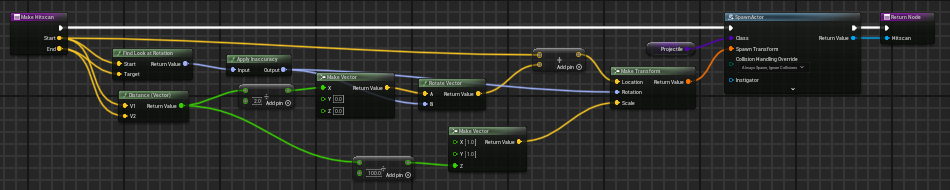 Make Hitscan
Start
End
Find Look at Rotation
Start
Target
Return Value
Distance (Vector)
V1
V2
Return Value
Apply Inaccuracy
Input
Output
2.0
Add pin
Make Vector
X
Y
0.0
Z
0.0
Return Value
100.0
Add pin
Rotate Vector
A
B
Return Value
Make Vector
X
1.0
Y
1.0
Z
Return Value
Add pin
Make Transform
Location
Rotation
Scale
Return Value
Projectile
SpawnActor
Class
Return Value
Spawn Transform
Collision Handling Override
Always Spawn, Ignore Collisions
Instigator
Return Node
Hitscan